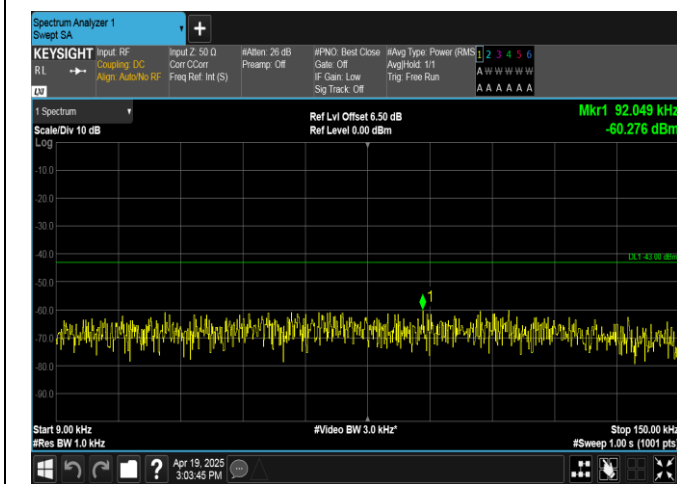 Spectrum Analyzer 1
Swept SA
KEYSIGHT
RL
LXI
Input: RF
Coupling: DC
Align: Auto/No RF
Input Z: 50 Ω
Corr CCorr
Freq Ref: Int (S)
#Atten: 26 dB
Preamp: Off
#PNO: Best Close
Gate: Off
IF Gain: Low
Sig Track: Off
#Avg Type: Power (RMS
Avg|Hold: 1/1
Trig: Free Run
1 2 3 4 5 6
A W W W W W
A A A A A A
1 Spectrum
Scale/Div 10 dB
Log
Ref Lvl Offset 6.50 dB
Ref Level 0.00 dBm
Mkr1 92.049 kHz
-60.276 dBm
-10.0
-20.0
-30.0
-40.0
DL1 -43.00 dBm
-50.0
1
-60.0
-70.0
-80.0
-90.0
Start 9.00 kHz
#Res BW 1.0 kHz
#Video BW 3.0 kHz*
Stop 150.00 kHz
#Sweep 1.00 s (1001 pts)
?
Apr 19, 2025
3:03:45 PM